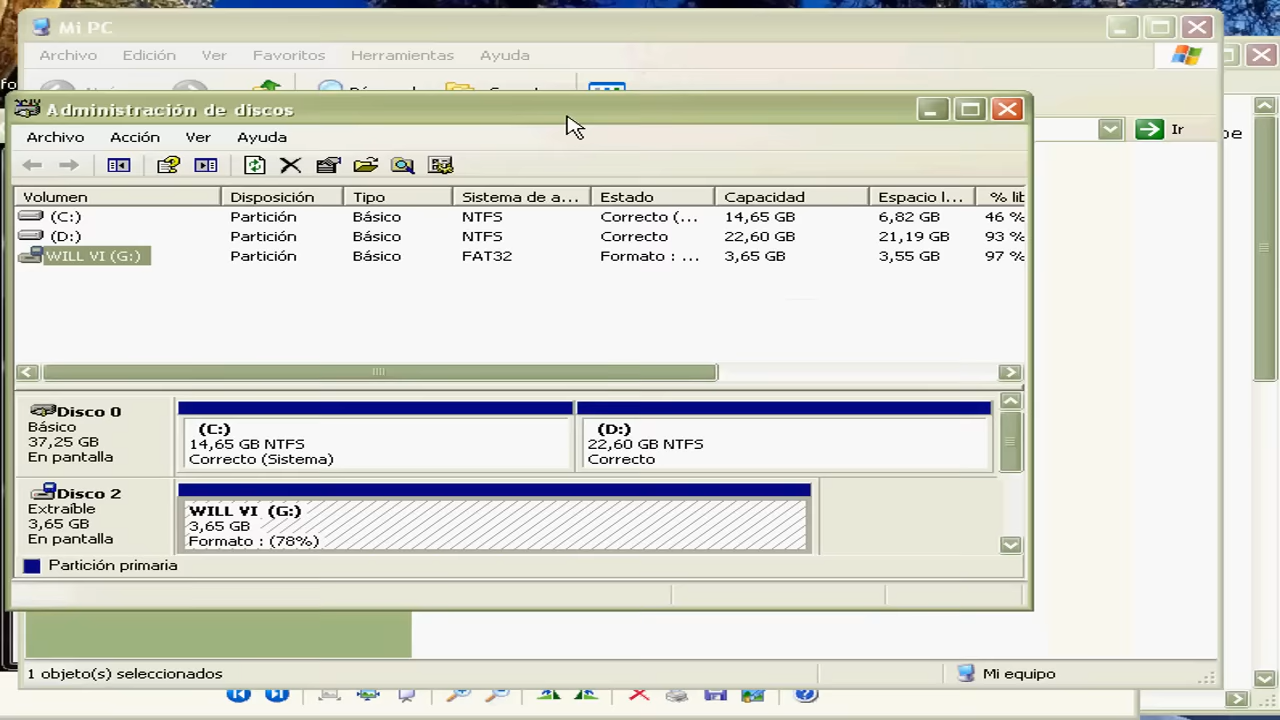 Mi PC
Archivo Edición Ver Favoritos Herramientas Ayuda
Administración de discos
Archivo Acción Ver Ayuda
Ir
Volumen Disposición Tipo Sistema de a... Estado Capacidad Espacio l... % lib
(C:) Partición Básico NTFS Correcto (... 14,65 GB 6,82 GB 46 %
(D:) Partición Básico NTFS Correcto 22,60 GB 21,19 GB 93 %
WILL VI (G:) Partición Básico FAT32 Formato : ... 3,65 GB 3,55 GB 97 %
Disco 0
Básico
37,25 GB
En pantalla
(C:)
14,65 GB NTFS
Correcto (Sistema)
(D:)
22,60 GB NTFS
Correcto
Disco 2
Extraíble
3,65 GB
En pantalla
WILL VI (G:)
3,65 GB
Formato : (78%)
Partición primaria
1 objeto(s) seleccionados
Mi equipo